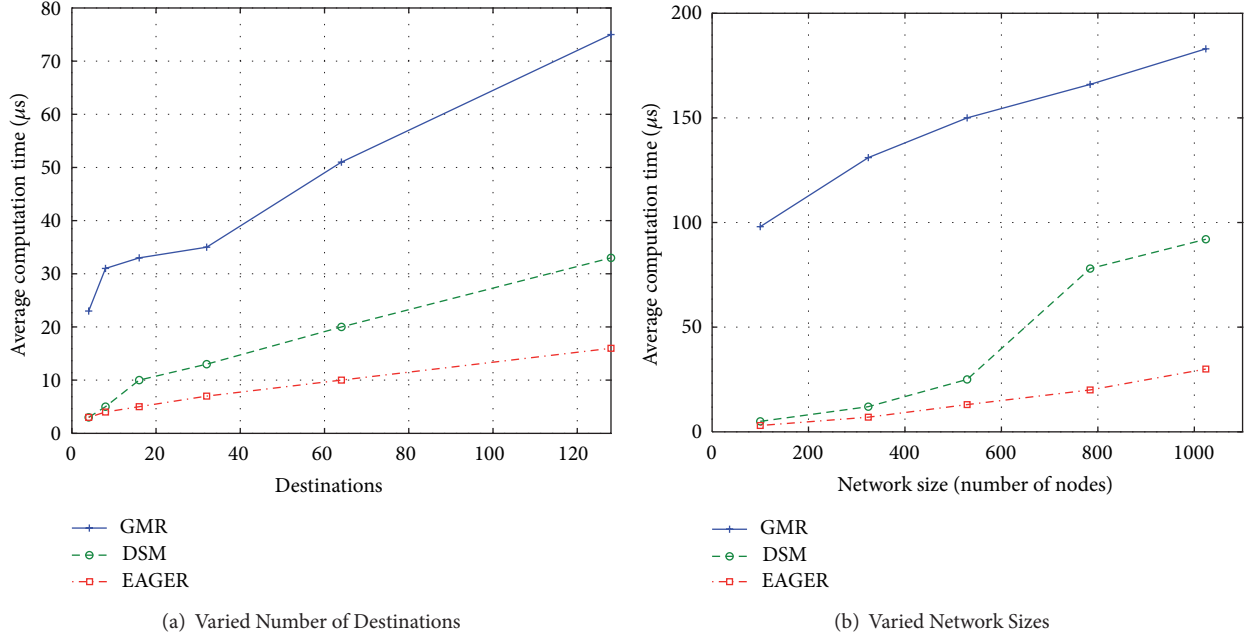 80
70
60
50
40
30
20
10
0
Average computation time (μs)
0 20 40 60 80 100 120
Destinations
GMR
DSM
EAGER
(a) Varied Number of Destinations
200
150
100
50
0
Average computation time (μs)
0 200 400 600 800 1000
Network size (number of nodes)
GMR
DSM
EAGER
(b) Varied Network Sizes